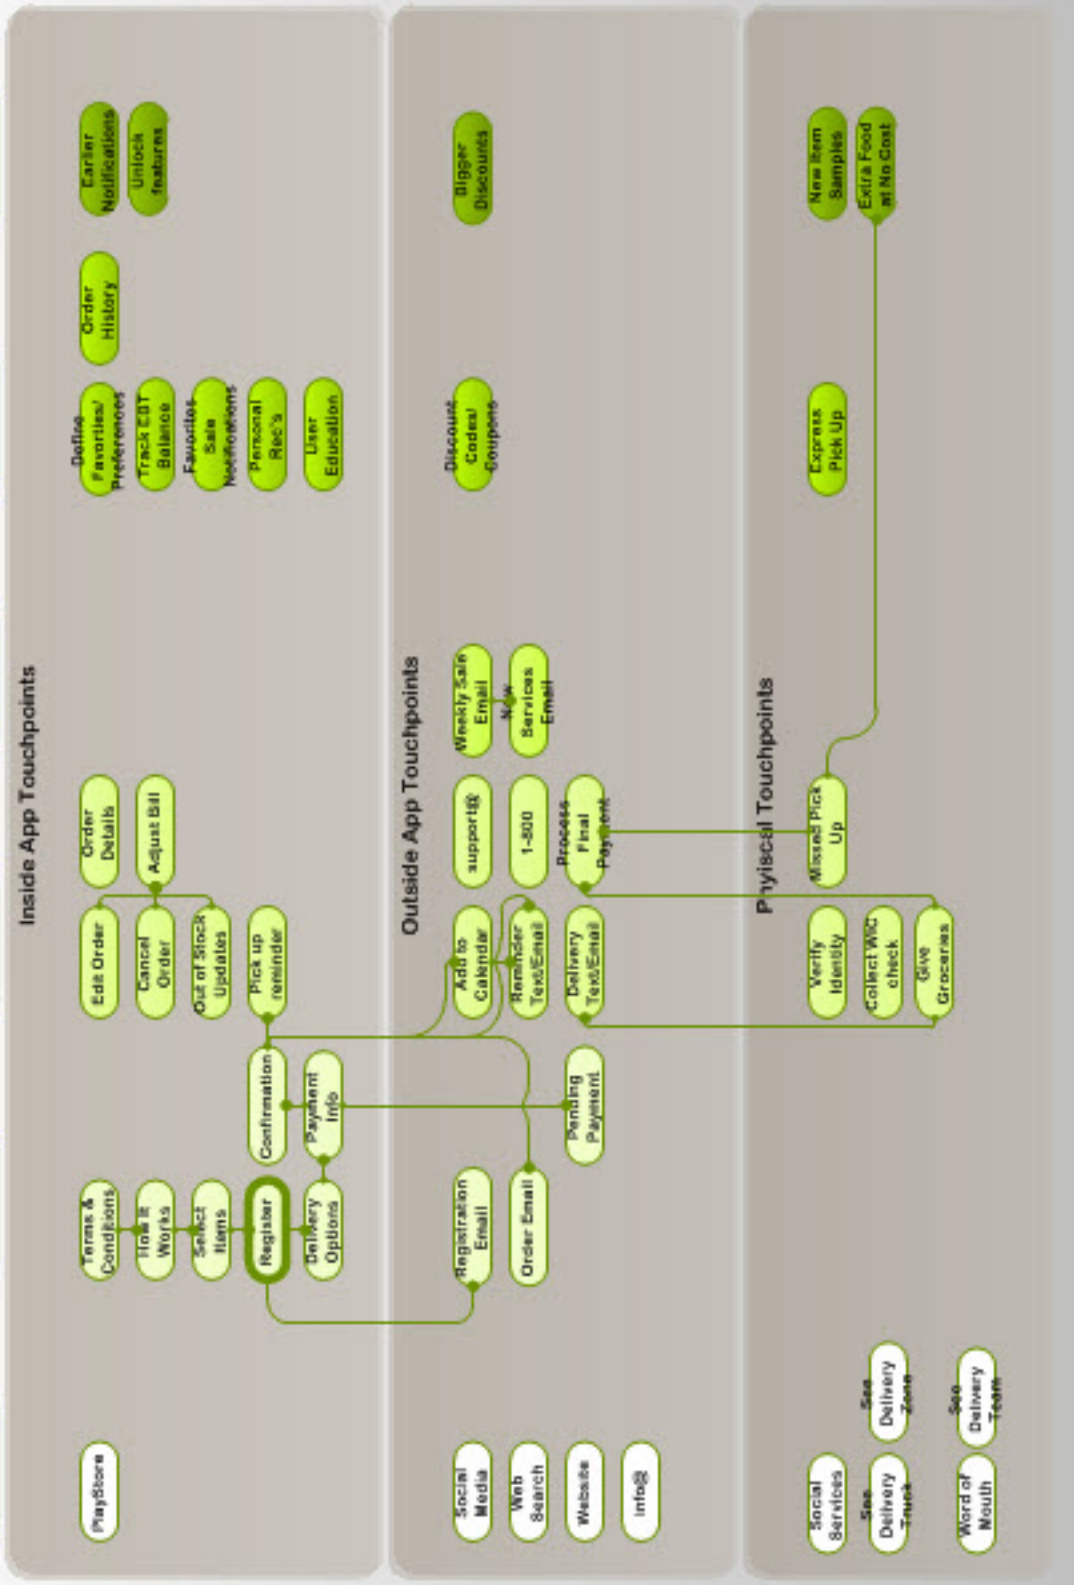 Inside App Touchpoints
PlayStore
Terms &
Conditions
How It
Works
Select
Items
Register
Delivery
Options
Confirmation
Payment
Info
Edit Order
Cancel
Order
Out of Stock
Updates
Pick up
reminder
Order
Details
Adjust Bill
Define
Favorties/
Preferences
Track EBT
Balance
Favorites
Sale
Notifications
Personal
Rec's
User
Education
Order
History
Earlier
Notifications
Unlock
features
Outside App Touchpoints
Social
Media
Web
Search
Website
Info@
Registration
Email
Order Email
Pending
Payment
Add to
Calendar
Reminder
Text/Email
Delivery
Text/Email
support@
1-800
Process
Final
Payment
Weekly Sale
Email
New
Services
Email
Discount
Codes/
Coupons
Bigger
Discounts
Phyiscal Touchpoints
Social
Services
See
Delivery
Truck
Word of
Mouth
See
Delivery
Zone
See
Delivery
Team
Verify
Identity
Collect WIC
check
Give
Groceries
Missed Pick
Up
Express
Pick Up
New Item
Samples
Extra Food
at No Cost